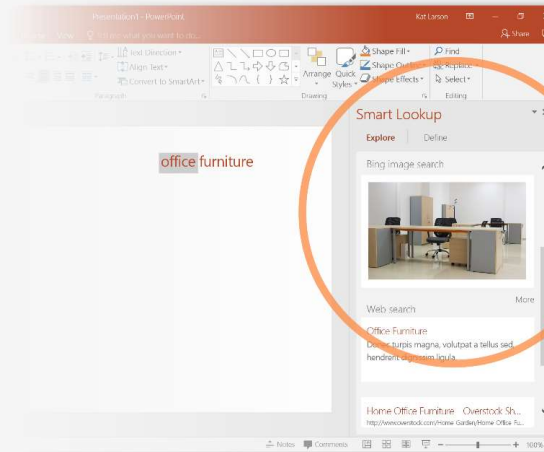 Presentation1 - PowerPoint
Kat Larson
View Tell me what you want to do...
Share
Text Direction
Align Text
Convert to SmartArt
Paragraph
Arrange
Quick
Styles
Drawing
Shape Fill
Shape Outline
Shape Effects
Find
Replace
Select
Editing
office furniture
Smart Lookup
Explore Define
Bing image search
More
Web search
Office Furniture
Donec turpis magna, volutpat a tellus sed,
hendrerit dignissim ligula
Home Office Furniture Overstock Sh...
http://www.overstock.com/Home Garden/Home Office Fu...
Notes Comments
100%